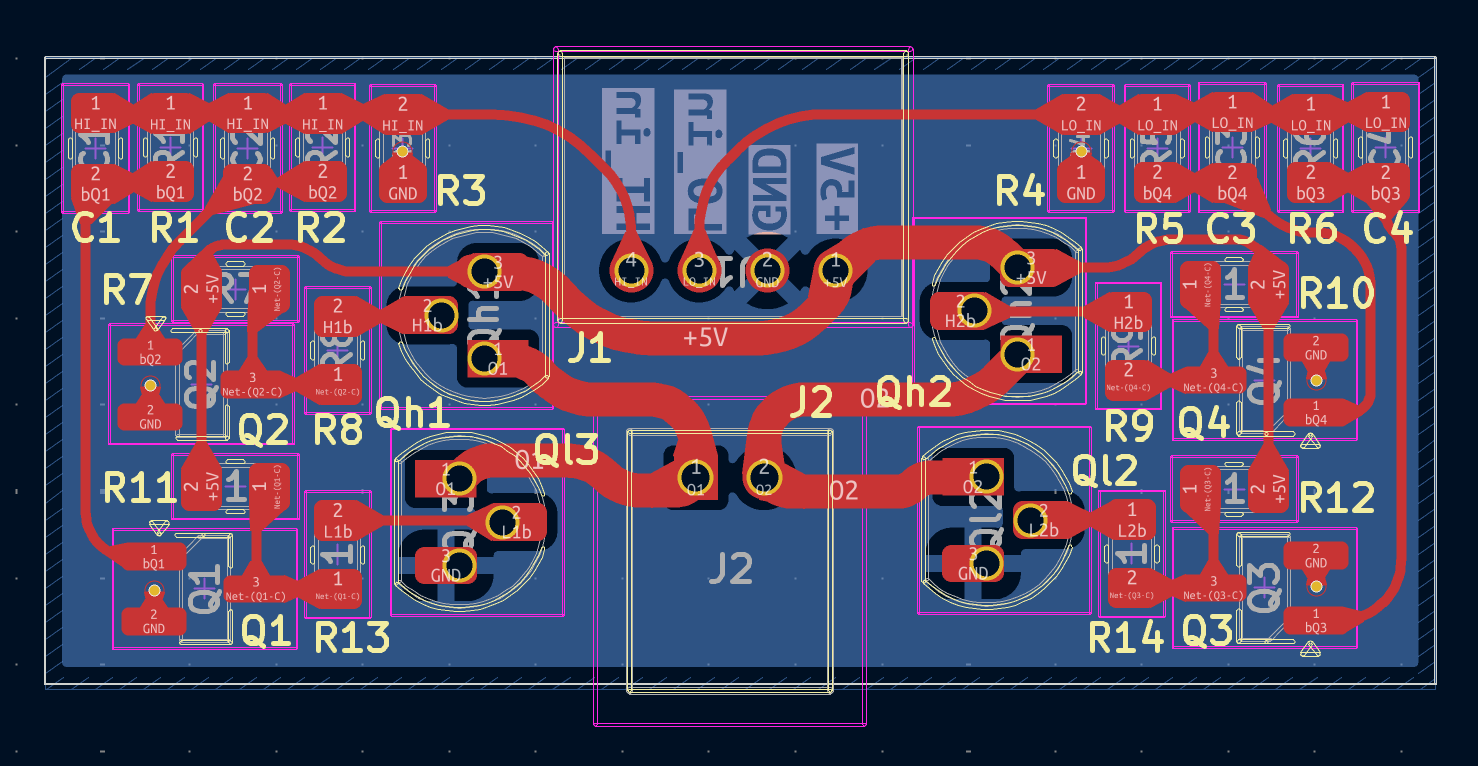 1 1 1 1 2
HI_IN HI_IN HI_IN HI_IN HI_IN
C1 R1 C2 R2
2 2 2 2 1
bQ1 bQ1 bQ2 bQ2 GND
R3
C1 R1 C2 R2
HI_in LO_in GND +5V
2 1 1 1 1
LO_IN LO_IN LO_IN LO_IN LO_IN
R5 C3 R6 C4
1 2 2 2 2
GND bQ4 bQ4 bQ3 bQ3
R4
R5 C3 R6 C4
4 3 2 1
HI_IN LO_IN GND +5V
J1
R7
2 +5V 1 Net-(Q2-C)
R7
3
+5V
2
H1b
Qh1
1
O1
2
H1b
R8
1
Net-(Q2-C)
+5V
J1
3
+5V
2
H2b
Qh2
1
O2
1
H2b
R9
2
Net-(Q4-C)
1 Net-(Q4-C) 1 2 +5V
R10
1
bQ2
2
GND
Q2
3
Net-(Q2-C)
Q2
R8
Qh1
J2
O2
Qh2
R9
Q4
3
Net-(Q4-C)
Q4
2
GND
1
bQ4
R11
2 +5V 1 1 Net-(Q1-C)
Ql3
O1
1
O1
2
L1b
3
GND
1
O1
2
O2
O2
J2
Ql2
1
O2
Ql2
2
L2b
3
GND
1 Net-(Q3-C) 1 2 +5V
R12
1
bQ1
2
GND
Q1
3
Net-(Q1-C)
Q1
2
L1b
1
1
Net-(Q1-C)
R13
1
L2b
1
2
Net-(Q3-C)
R14
3
Net-(Q3-C)
Q3
2
GND
1
bQ3
Q3